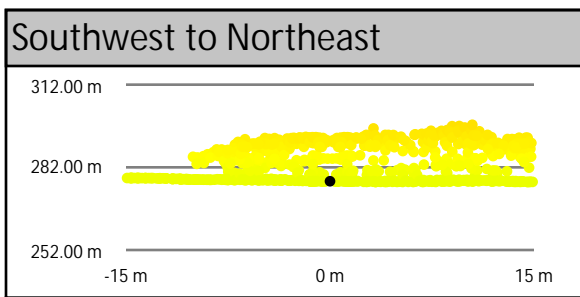 Southwest to Northeast
312.00 m
282.00 m
252.00 m
-15 m 0 m 15 m